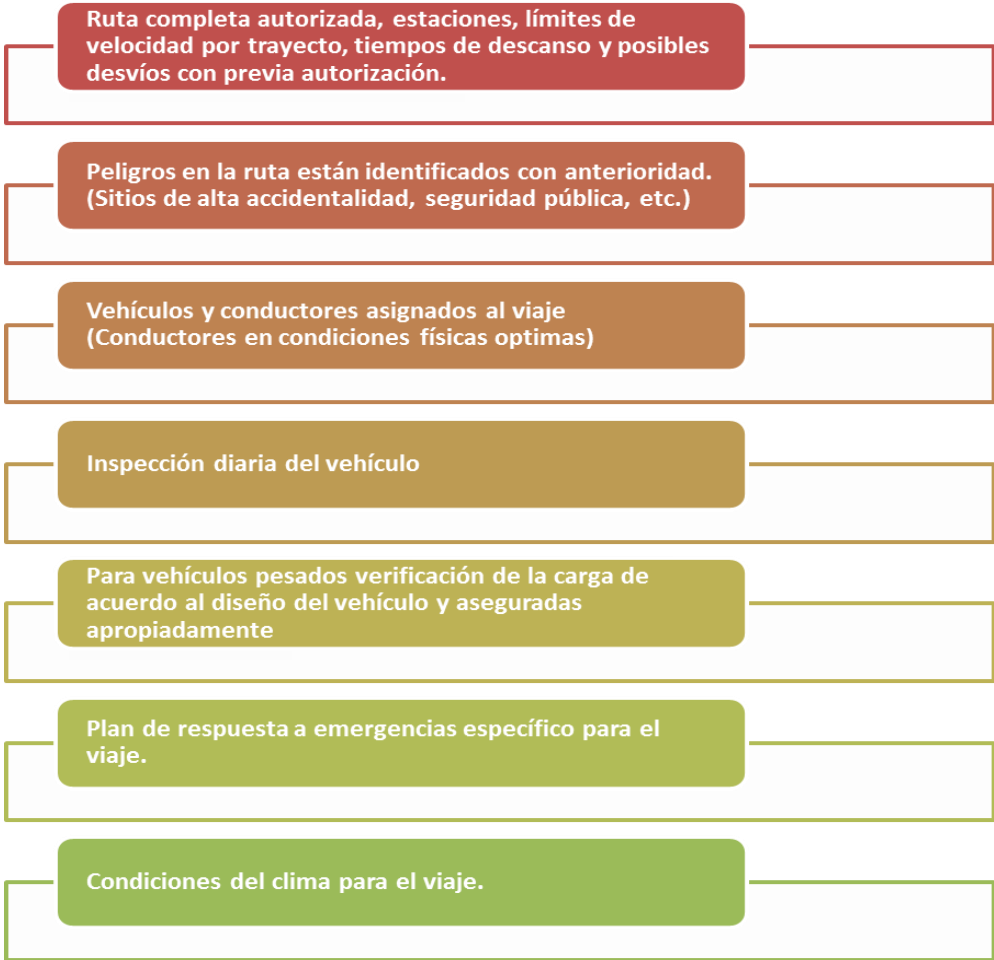 Ruta completa autorizada, estaciones, límites de
velocidad por trayecto, tiempos de descanso y posibles
desvíos con previa autorización.
Peligros en la ruta están identificados con anterioridad.
(Sitios de alta accidentalidad, seguridad pública, etc.)
Vehículos y conductores asignados al viaje
(Conductores en condiciones físicas optimas)
Inspección diaria del vehículo
Para vehículos pesados verificación de la carga de
acuerdo al diseño del vehículo y aseguradas
apropiadamente
Plan de respuesta a emergencias específico para el
viaje.
Condiciones del clima para el viaje.